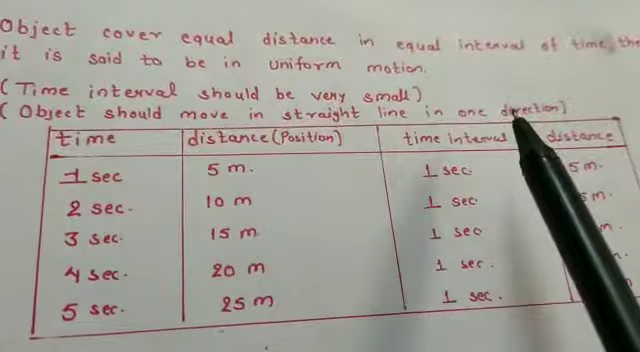 Object cover equal distance in equal interval of time, the
it is said to be in uniform motion.
(Time interval should be very small)
( Object should move in straight line in one direction)
time distance (Position) time interval distance
1 sec 5 m. 1 sec. 5 m.
2 sec. 10 m 1 sec 5m.
3 sec. 15 m 1 sec m.
4 sec. 20 m 1 sec.
5 sec. 25 m 1 sec.